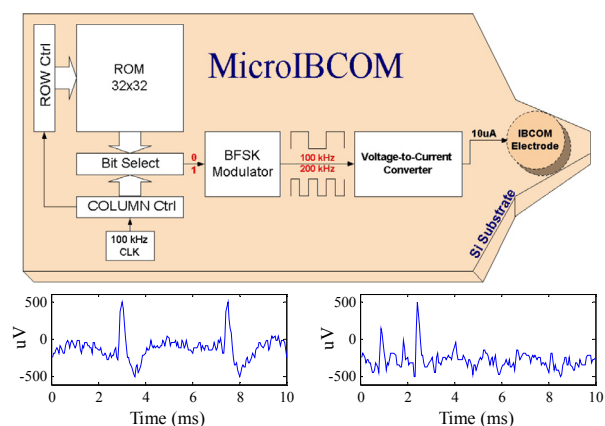 ROW Ctrl
ROM
32x32
MicroIBCOM
Bit Select
0
1
BFSK
Modulator
100 kHz
200 kHz
Voltage-to-Current
Converter
10uA
IBCOM
Electrode
COLUMN Ctrl
100 kHz
CLK
Si Substrate
uV
500
0
-500
0 2 4 6 8 10
Time (ms)
uV
500
0
-500
0 2 4 6 8 10
Time (ms)